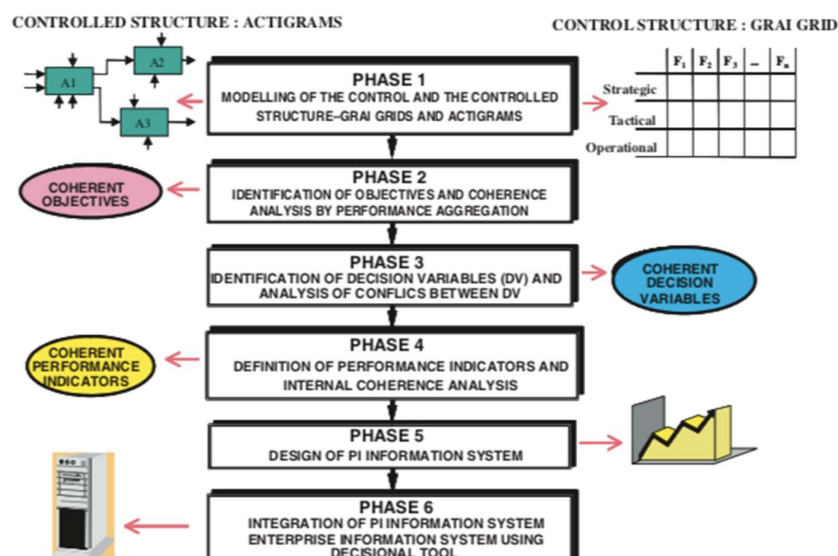 CONTROLLED STRUCTURE : ACTIGRAMS
CONTROL STRUCTURE : GRAI GRID
A1
A2
A3
F1 F2 F3 – Fn
Strategic
Tactical
Operational
PHASE 1
MODELLING OF THE CONTROL AND THE CONTROLLED
STRUCTURE–GRAI GRIDS AND ACTIGRAMS
PHASE 2
IDENTIFICATION OF OBJECTIVES AND COHERENCE
ANALYSIS BY PERFORMANCE AGGREGATION
COHERENT
OBJECTIVES
PHASE 3
IDENTIFICATION OF DECISION VARIABLES (DV) AND
ANALYSIS OF CONFLICS BETWEEN DV
COHERENT
DECISION
VARIABLES
PHASE 4
DEFINITION OF PERFORMANCE INDICATORS AND
INTERNAL COHERENCE ANALYSIS
COHERENT
PERFORMANCE
INDICATORS
PHASE 5
DESIGN OF PI INFORMATION SYSTEM
PHASE 6
INTEGRATION OF PI INFORMATION SYSTEM
ENTERPRISE INFORMATION SYSTEM USING
DECISIONAL TOOL